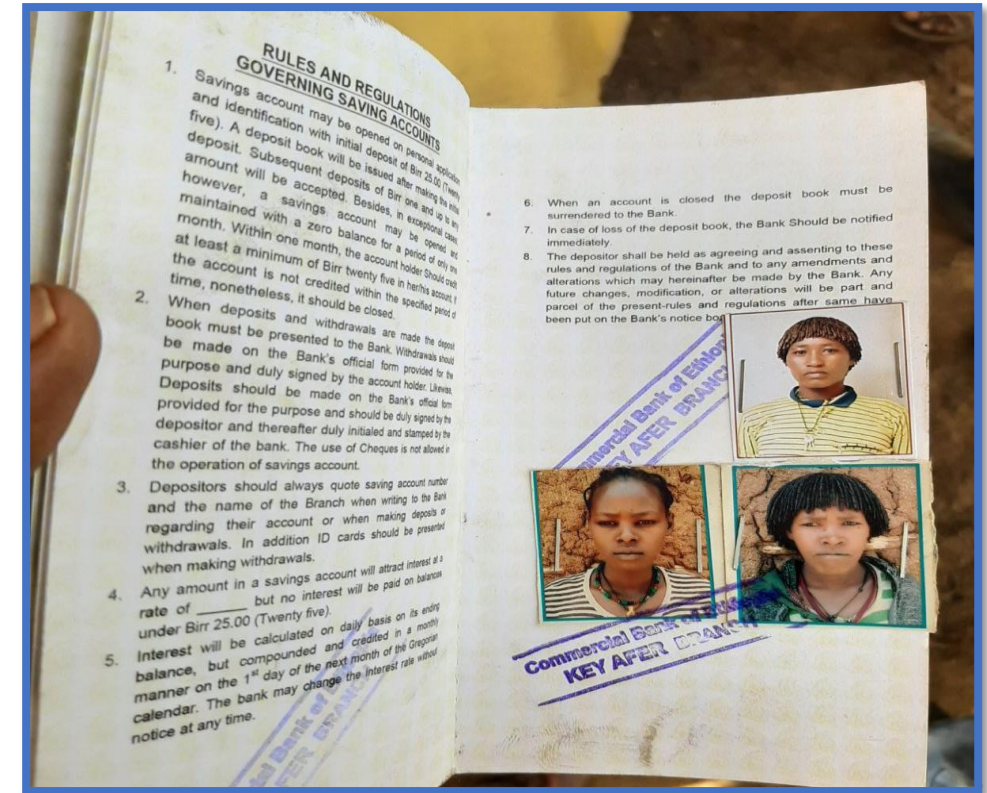 RULES AND REGULATIONS
GOVERNING SAVING ACCOUNTS
1. Savings account may be opened on personal application
and identification with initial deposit of Birr 25.00 (Twenty
five). A deposit book will be issued after making the initial
deposit. Subsequent deposits of Birr one and up to any
amount will be accepted. Besides, in exceptional cases,
however, a savings account may be opened and
maintained with a zero balance for a period of only one
month. Within one month, the account holder Should credit
at least a minimum of Birr twenty five in her/his account. If
the account is not credited within the specified period of
time, nonetheless, it should be closed.
2. When deposits and withdrawals are made the deposit
book must be presented to the Bank. Withdrawals should
be made on the Bank's official form provided for the
purpose and duly signed by the account holder. Likewise,
Deposits should be made on the Bank's official form
provided for the purpose and should be duly signed by the
depositor and thereafter duly initialed and stamped by the
cashier of the bank. The use of Cheques is not allowed in
the operation of savings account.
3. Depositors should always quote saving account number
and the name of the Branch when writing to the Bank
regarding their account or when making deposits or
withdrawals. In addition ID cards should be presented
when making withdrawals.
4. Any amount in a savings account will attract interest at a
rate of ______ but no interest will be paid on balances
under Birr 25.00 (Twenty five).
5. Interest will be calculated on daily basis on its ending
balance, but compounded and credited in a monthly
manner on the 1st day of the next month of the Gregorian
calendar. The bank may change the interest rate without
notice at any time.
Bank of
BRANCH
6. When an account is closed the deposit book must be
surrendered to the Bank.
7. In case of loss of the deposit book, the Bank Should be notified
immediately.
8. The depositor shall be held as agreeing and assenting to these
rules and regulations of the Bank and to any amendments and
alterations which may hereinafter be made by the Bank. Any
future changes, modification, or alterations will be part and
parcel of the present-rules and regulations after same have
been put on the Bank's notice
Commercial Bank of Ethiopia
KEY AFER BRANCH
Commercial Bank of Ethiopia
KEY AFER BRANCH